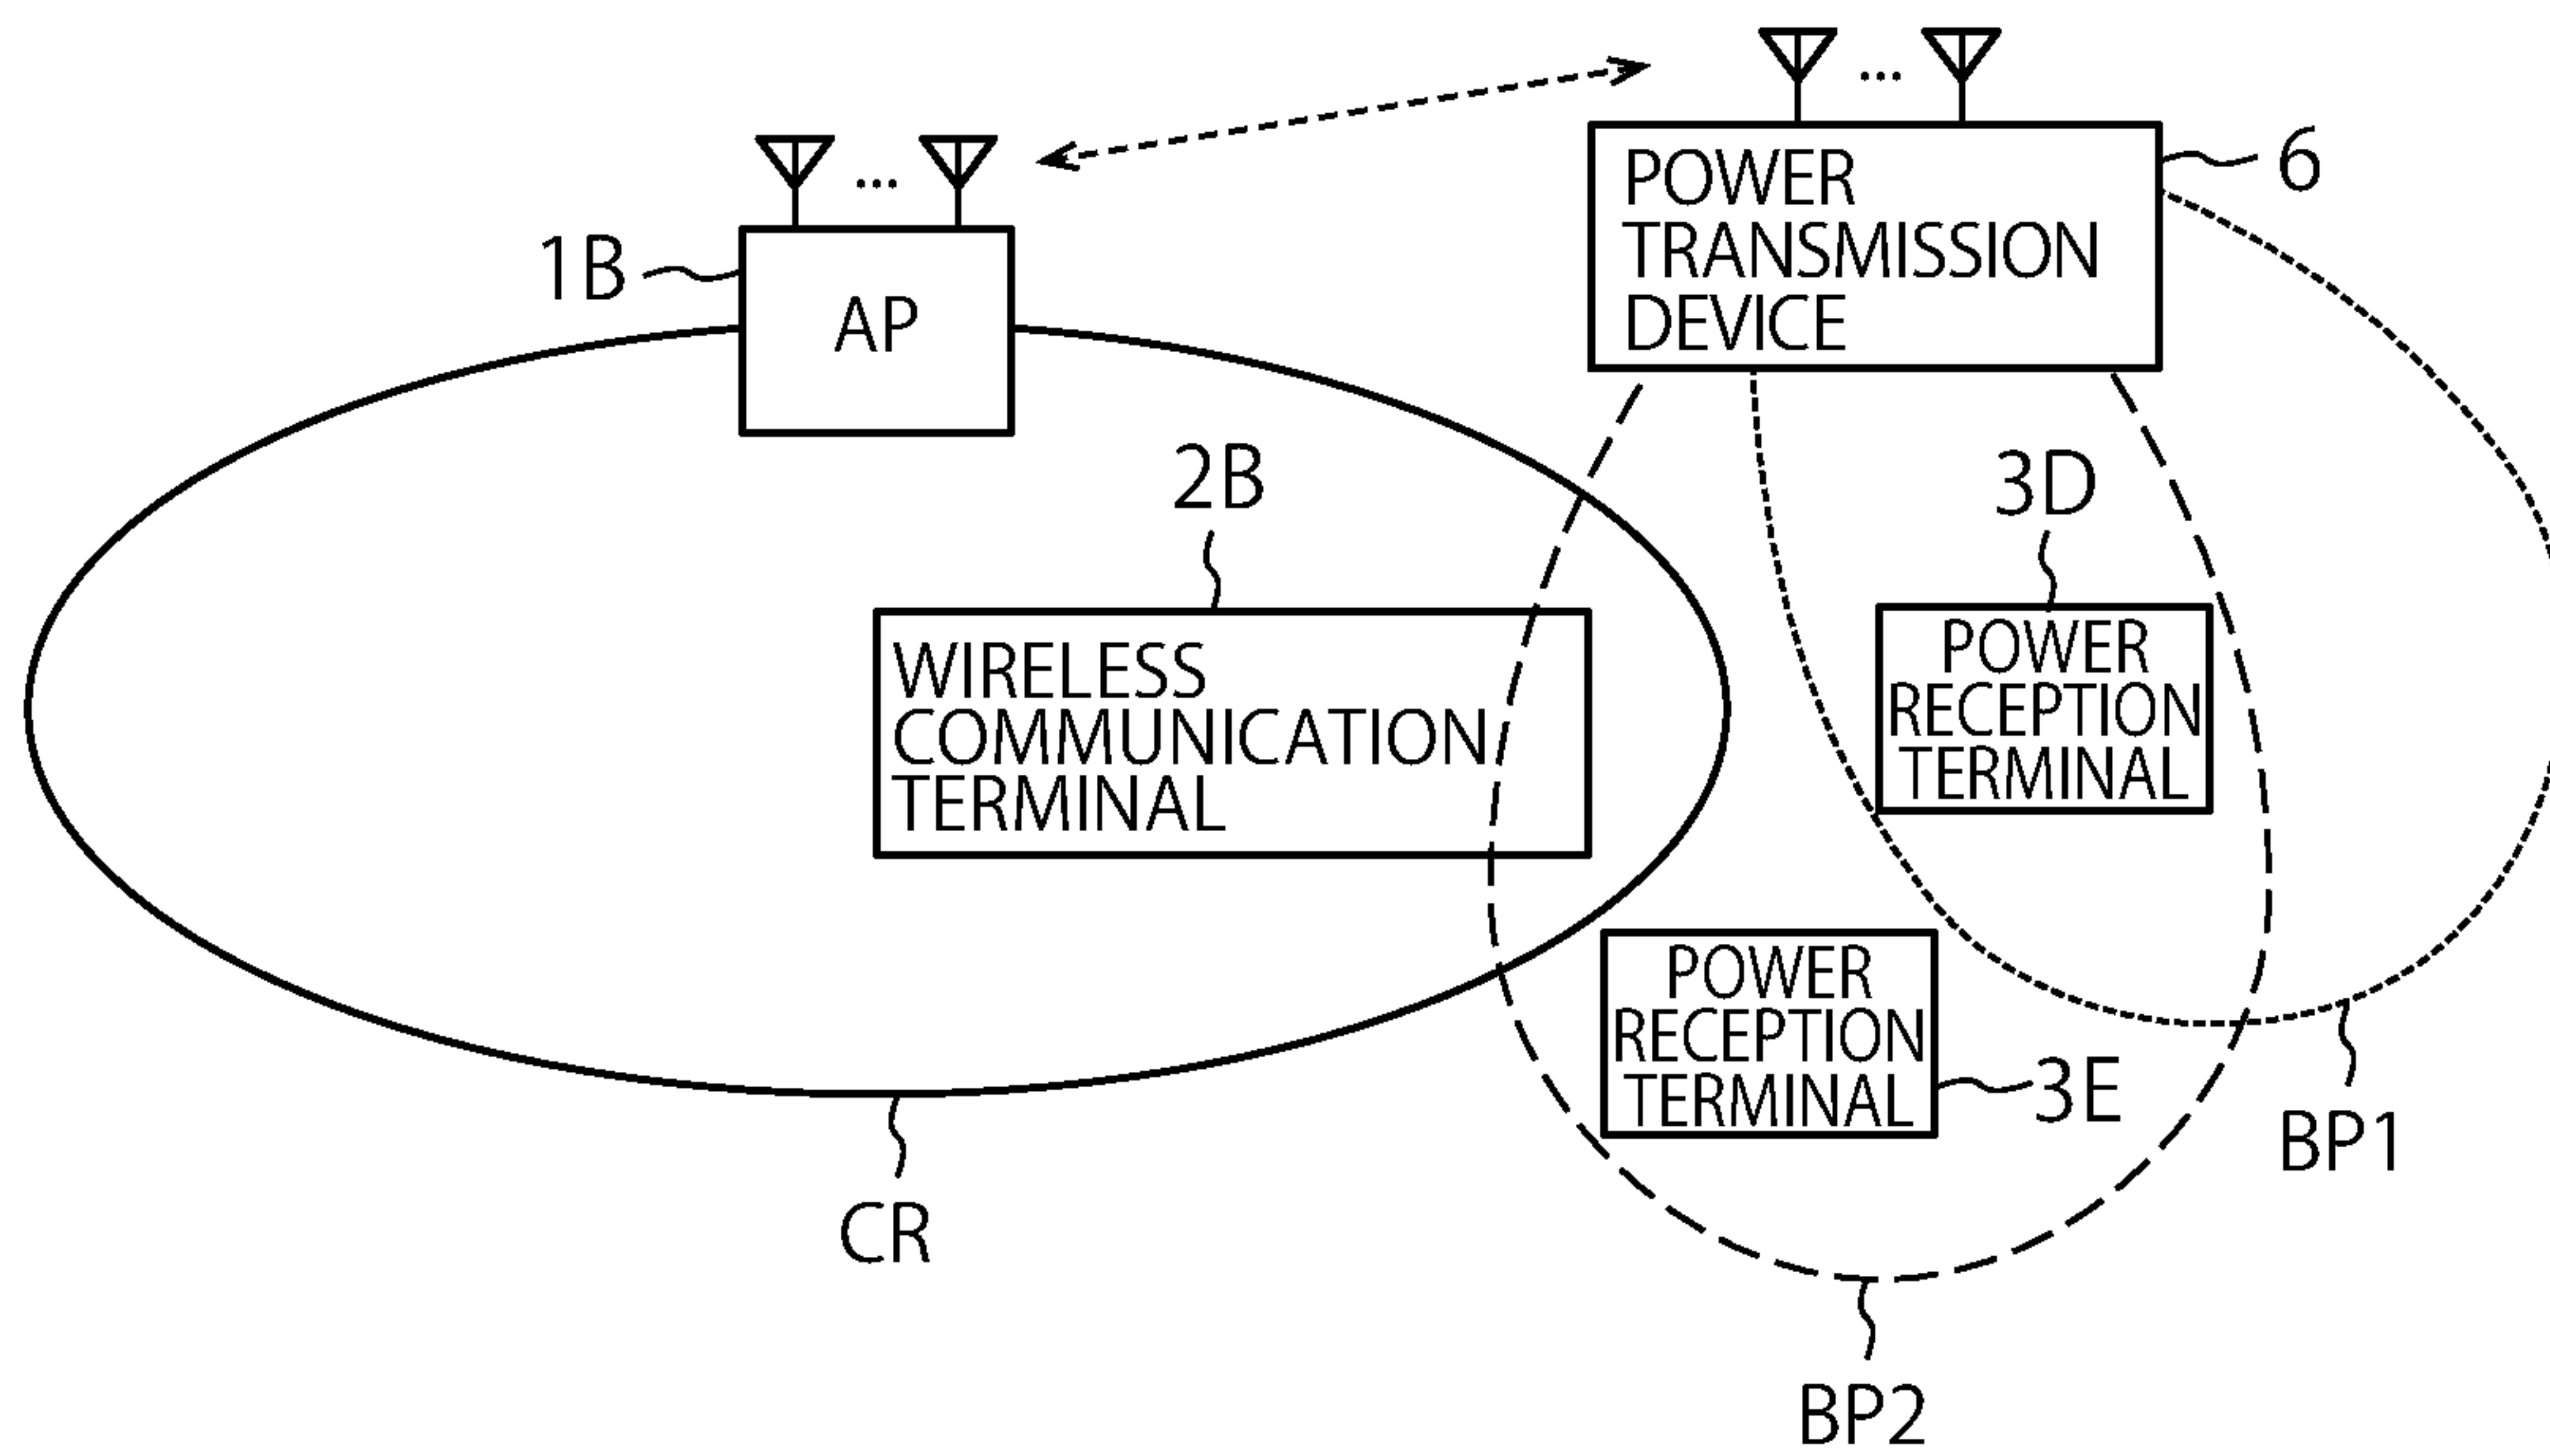 6
POWER
TRANSMISSION
DEVICE
1B
AP
2B
3D
WIRELESS
COMMUNICATION
TERMINAL
POWER
RECEPTION
TERMINAL
POWER
RECEPTION
TERMINAL
3E
BP1
CR
BP2